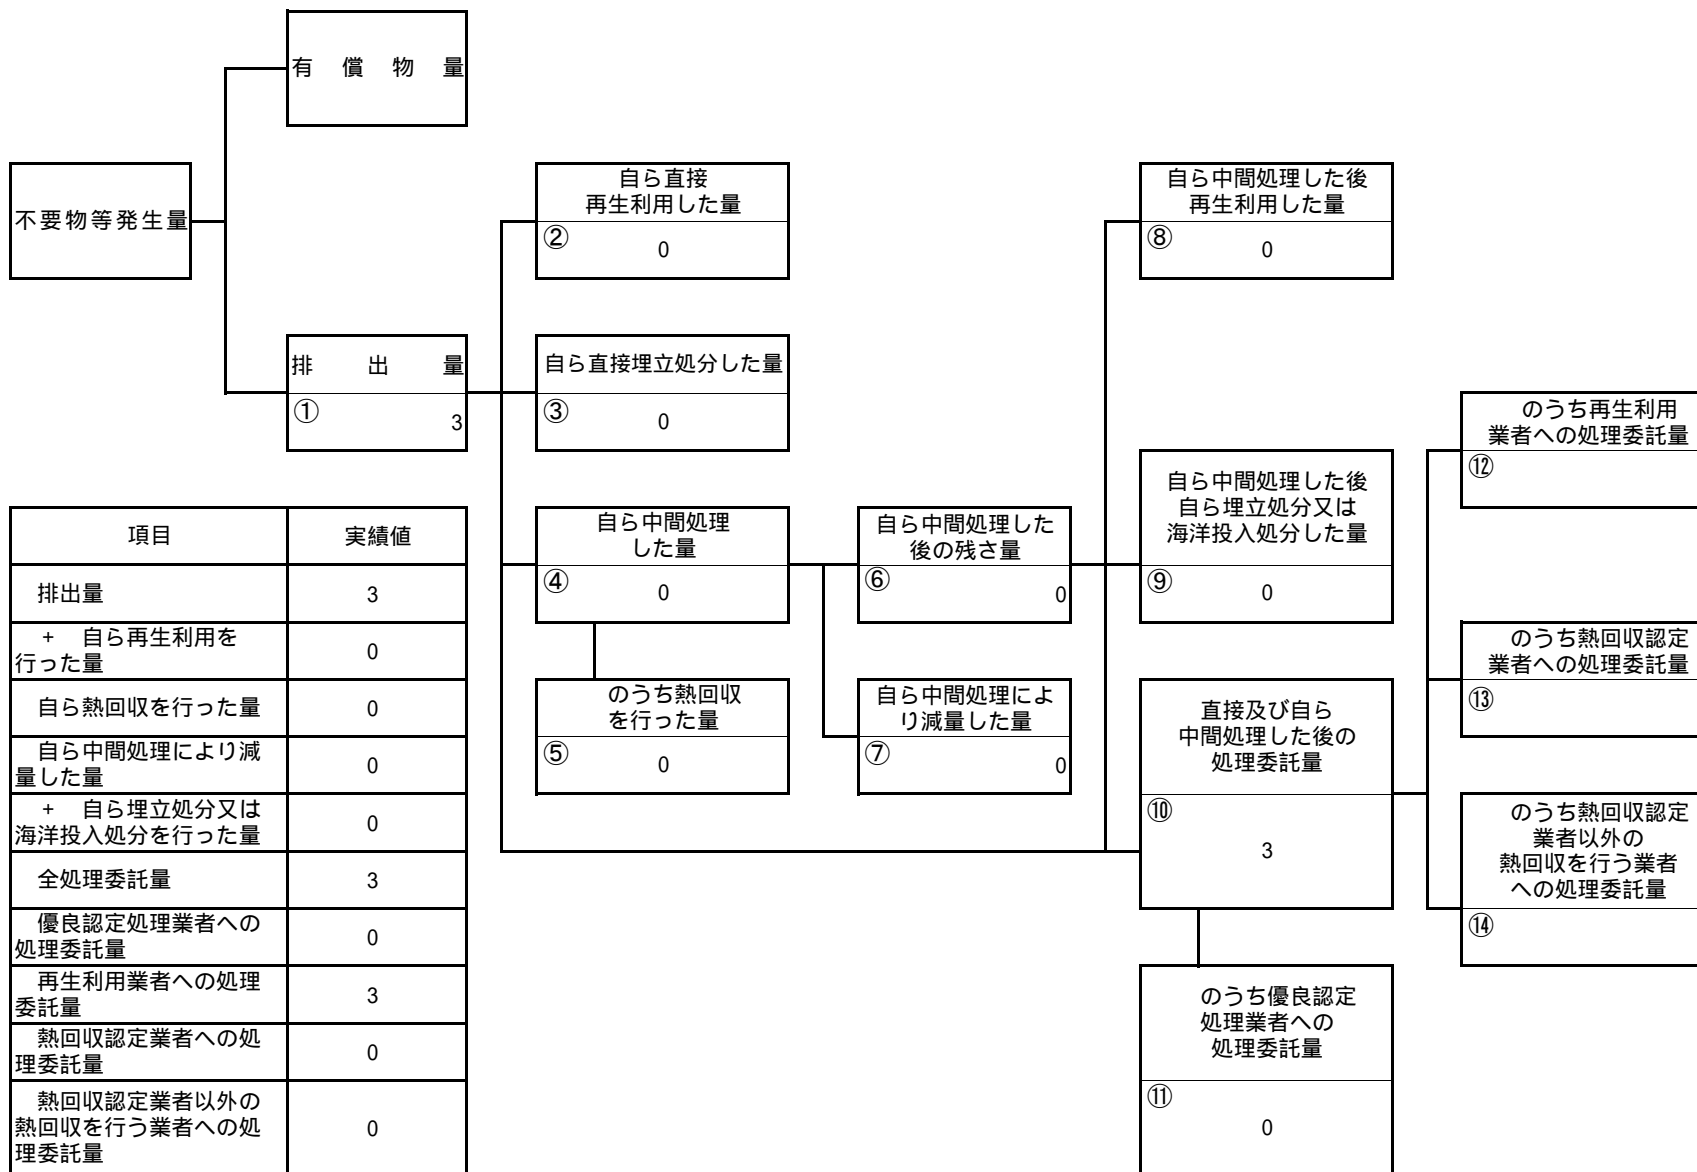 有償物量
不要物等発生量
排出量
①
3
自ら直接
再生利用した量
②
0
自ら直接埋立処分した量
③
0
自ら中間処理
した量
④
0
のうち熱回収
を行った量
⑤
0
自ら中間処理した
後の残さ量
⑥
0
自ら中間処理によ
り減量した量
⑦
0
自ら中間処理した後
再生利用した量
⑧
0
自ら中間処理した後
自ら埋立処分又は
海洋投入処分した量
⑨
0
直接及び自ら
中間処理した後の
処理委託量
⑩
3
のうち優良認定
処理業者への
処理委託量
⑪
0
のうち再生利用
業者への処理委託量
⑫
のうち熱回収認定
業者への処理委託量
⑬
のうち熱回収認定
業者以外の
熱回収を行う業者
への処理委託量
⑭
項目 実績値
排出量 3
+ 自ら再生利用を
行った量 0
自ら熱回収を行った量 0
自ら中間処理により減
量した量 0
+ 自ら埋立処分又は
海洋投入処分を行った量 0
全処理委託量 3
優良認定処理業者への
処理委託量 0
再生利用業者への処理
委託量 3
熱回収認定業者への処
理委託量 0
熱回収認定業者以外の
熱回収を行う業者への処
理委託量 0